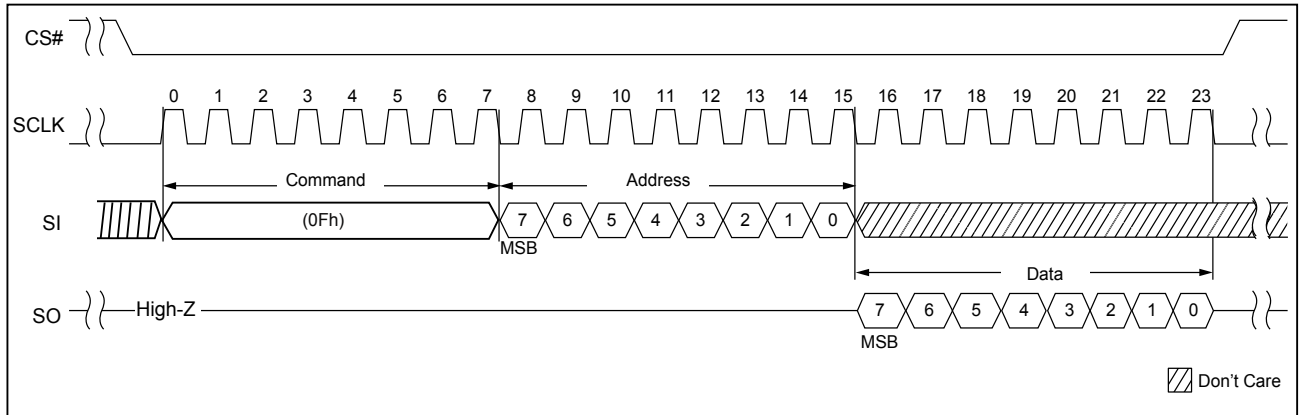 CS#
0 1 2 3 4 5 6 7 8 9 10 11 12 13 14 15 16 17 18 19 20 21 22 23
SCLK
Command Address
SI (0Fh) 7 6 5 4 3 2 1 0
MSB
Data
SO High-Z 7 6 5 4 3 2 1 0
MSB
Don't Care